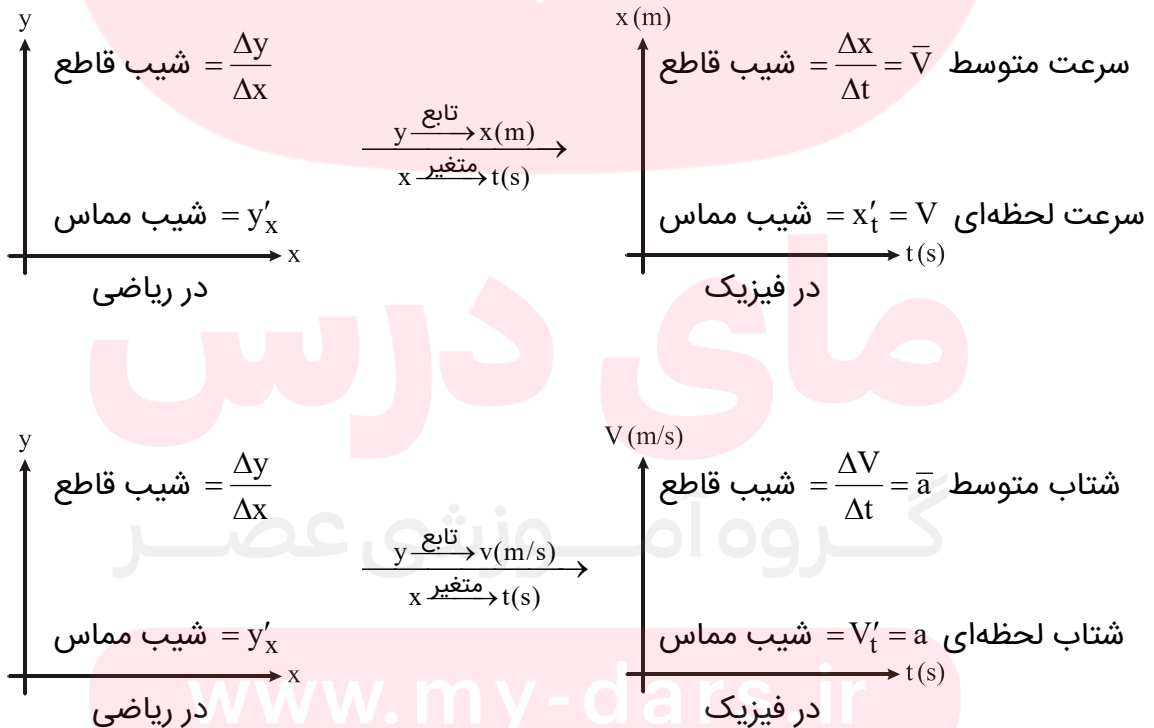 y
x (m)
شیب قاطع = Δy/Δx
سرعت متوسط V̄ = Δx/Δt = شیب قاطع
y —تابع→ x(m)
x —متغیر→ t(s)
شیب مماس = y′x
سرعت لحظه‌ای V = x′t = شیب مماس
x
t(s)
در ریاضی
در فیزیک
مای درس
y
V (m/s)
شیب قاطع = Δy/Δx
شتاب متوسط a̅ = ΔV/Δt = شیب قاطع
گروه آموزشی عصر
y —تابع→ v(m/s)
x —متغیر→ t(s)
شیب مماس = y′x
شتاب لحظه‌ای a = V′t = شیب مماس
x
t(s)
در ریاضی
در فیزیک
www.my-dars.ir